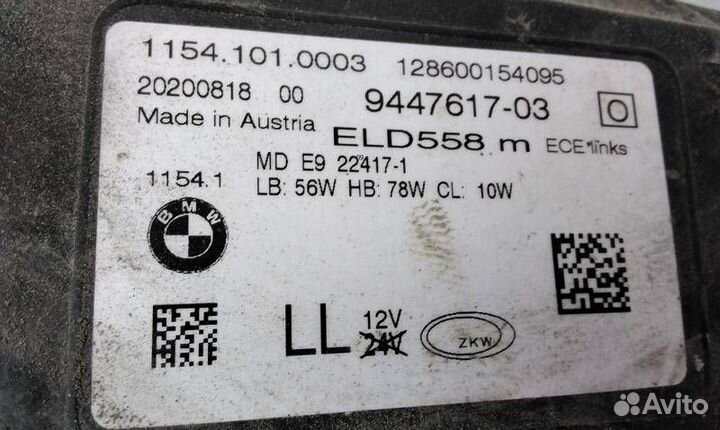 1154.101.0003 128600154095
20200818 00 9447617-03 O
Made in Austria ELD558 m ECE links
MD E9 22417-1
1154.1 LB: 56W HB: 78W CL: 10W
BMW
LL 12V
24V
ZKW
Avito